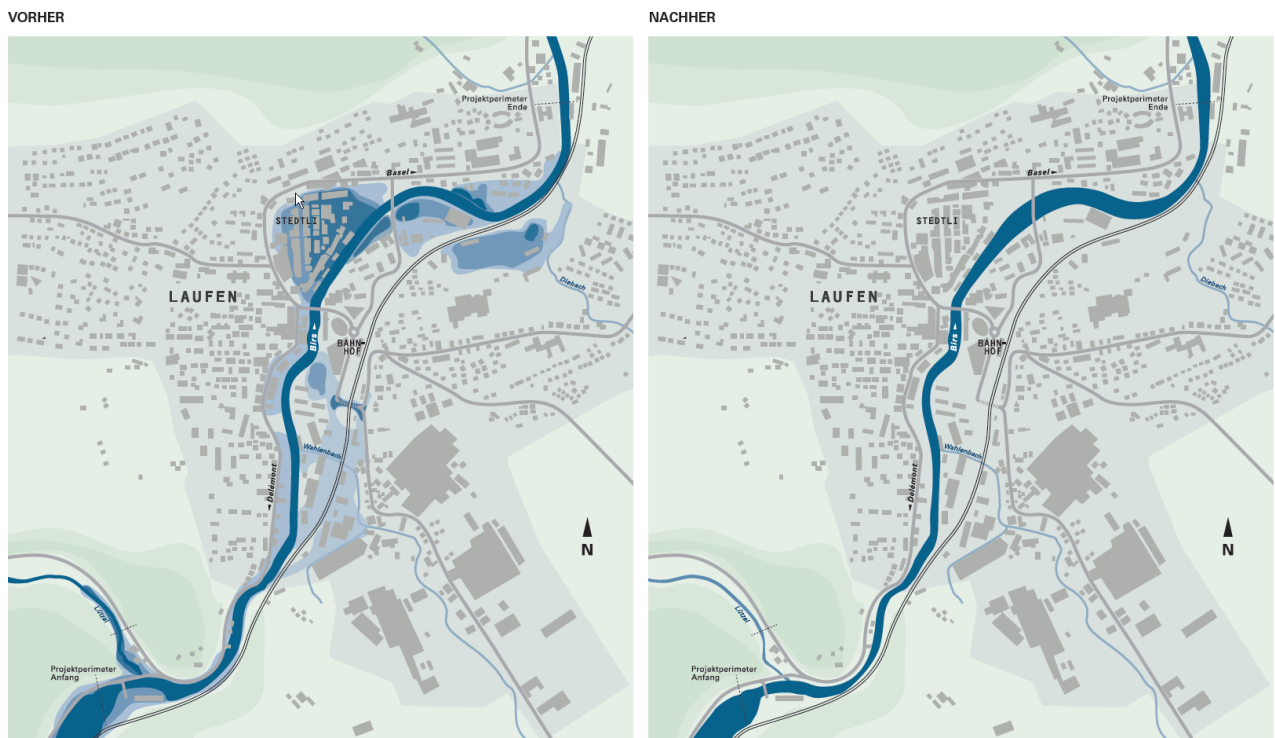 VORHER
Projektperimeter
Ende
Basel
STEDTLI
LAUFEN
Diebach
Birs
BAHN-
HOF
Wahlenbach
Delémont
N
Lützel
Projektperimeter
Anfang
NACHHER
Projektperimeter
Ende
Basel
STEDTLI
LAUFEN
Diebach
Birs
BAHN-
HOF
Wahlenbach
Delémont
N
Lützel
Projektperimeter
Anfang